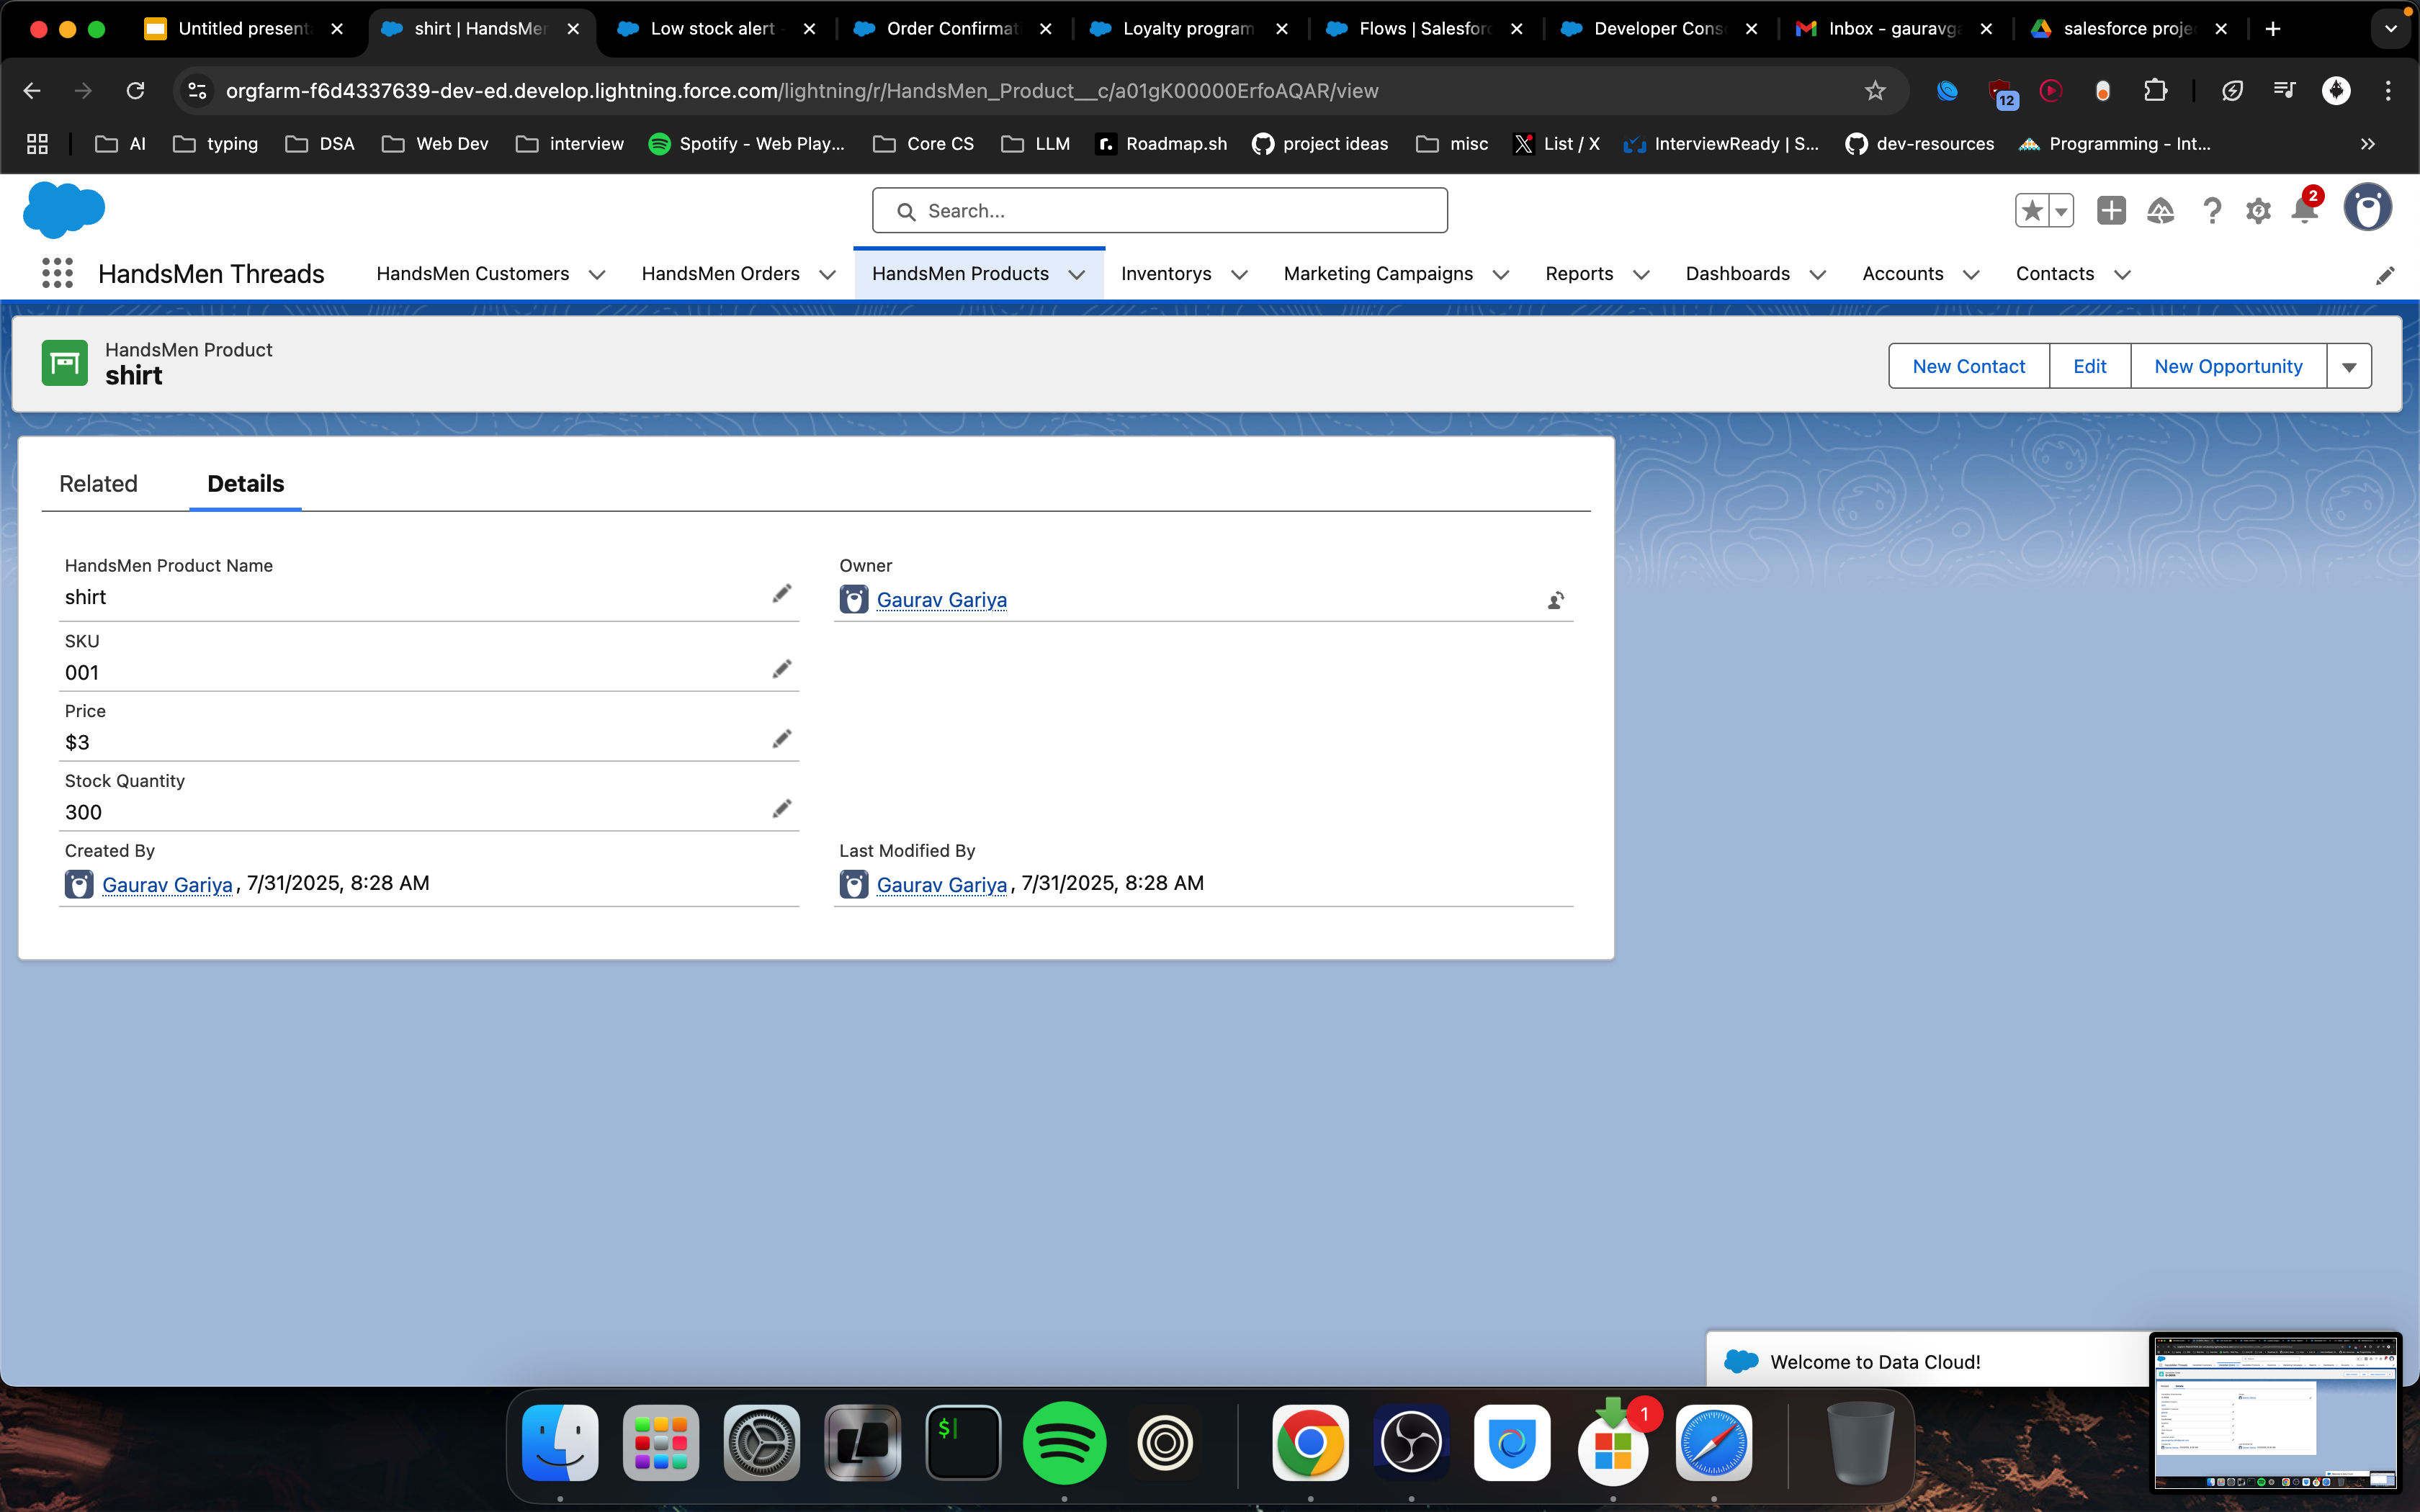 Untitled present
shirt | HandsMen
Low stock alert
Order Confirmat
Loyalty program
Flows | Salesforc
Developer Conso
Inbox - gauravga
salesforce projec
orgfarm-f6d4337639-dev-ed.develop.lightning.force.com/lightning/r/HandsMen_Product__c/a01gK00000ErfoAQAR/view
12
AI
typing
DSA
Web Dev
interview
Spotify - Web Play...
Core CS
LLM
r.
Roadmap.sh
project ideas
misc
List / X
InterviewReady | S...
dev-resources
Programming - Int...
Search...
2
HandsMen Threads
HandsMen Customers
HandsMen Orders
HandsMen Products
Inventorys
Marketing Campaigns
Reports
Dashboards
Accounts
Contacts
HandsMen Product
shirt
New Contact
Edit
New Opportunity
Related
Details
HandsMen Product Name
shirt
Owner
Gaurav Gariya
SKU
001
Price
$3
Stock Quantity
300
Created By
Gaurav Gariya, 7/31/2025, 8:28 AM
Last Modified By
Gaurav Gariya, 7/31/2025, 8:28 AM
Welcome to Data Cloud!
$
1